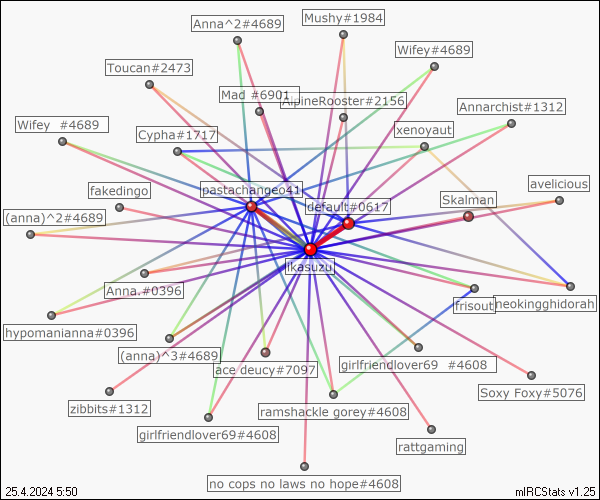 Mushy#1984
Anna^2#4689
Wifey#4689
Toucan#2473
Mad #6901
AlpineRooster#2156
Annarchist#1312
Wifey  #4689
Cypha#1717
xenoyaut
fakedingo
pastachangeo41
avelicious
Skalman
default#0617
(anna)^2#4689
ikasuzu
Anna.#0396
frisout
neokingghidorah
hypomanianna#0396
(anna)^3#4689
girlfriendlover69  #4608
ace deucy#7097
Soxy Foxy#5076
zibbits#1312
ramshackle gorey#4608
girlfriendlover69#4608
rattgaming
no cops no laws no hope#4608
25.4.2024 5:50
mIRCStats v1.25